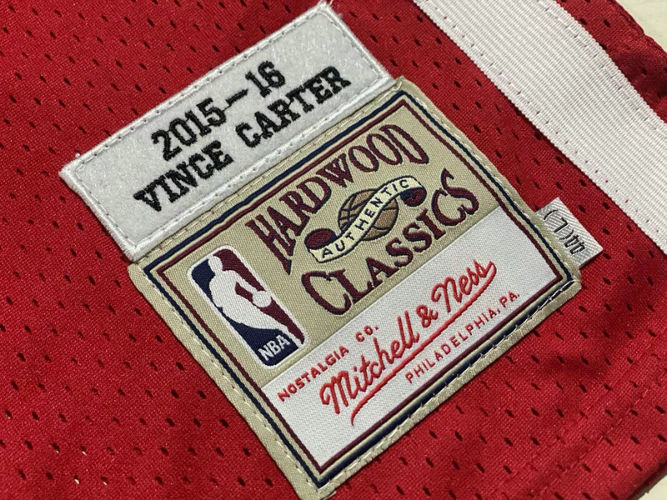 2015–16
VINCE CARTER
HARDWOOD
AUTHENTIC
CLASSICS
NBA
NOSTALGIA CO.
Mitchell & Ness
PHILADELPHIA, PA.